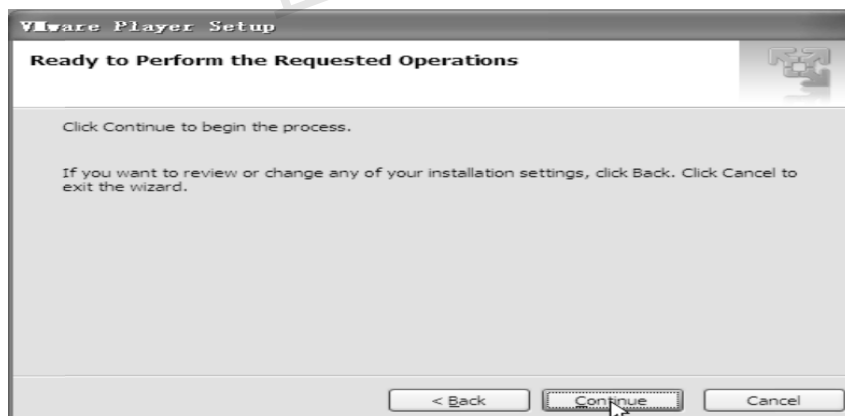 VMware Player Setup
Ready to Perform the Requested Operations
Click Continue to begin the process.
If you want to review or change any of your installation settings, click Back. Click Cancel to
exit the wizard.
< Back
Continue
Cancel